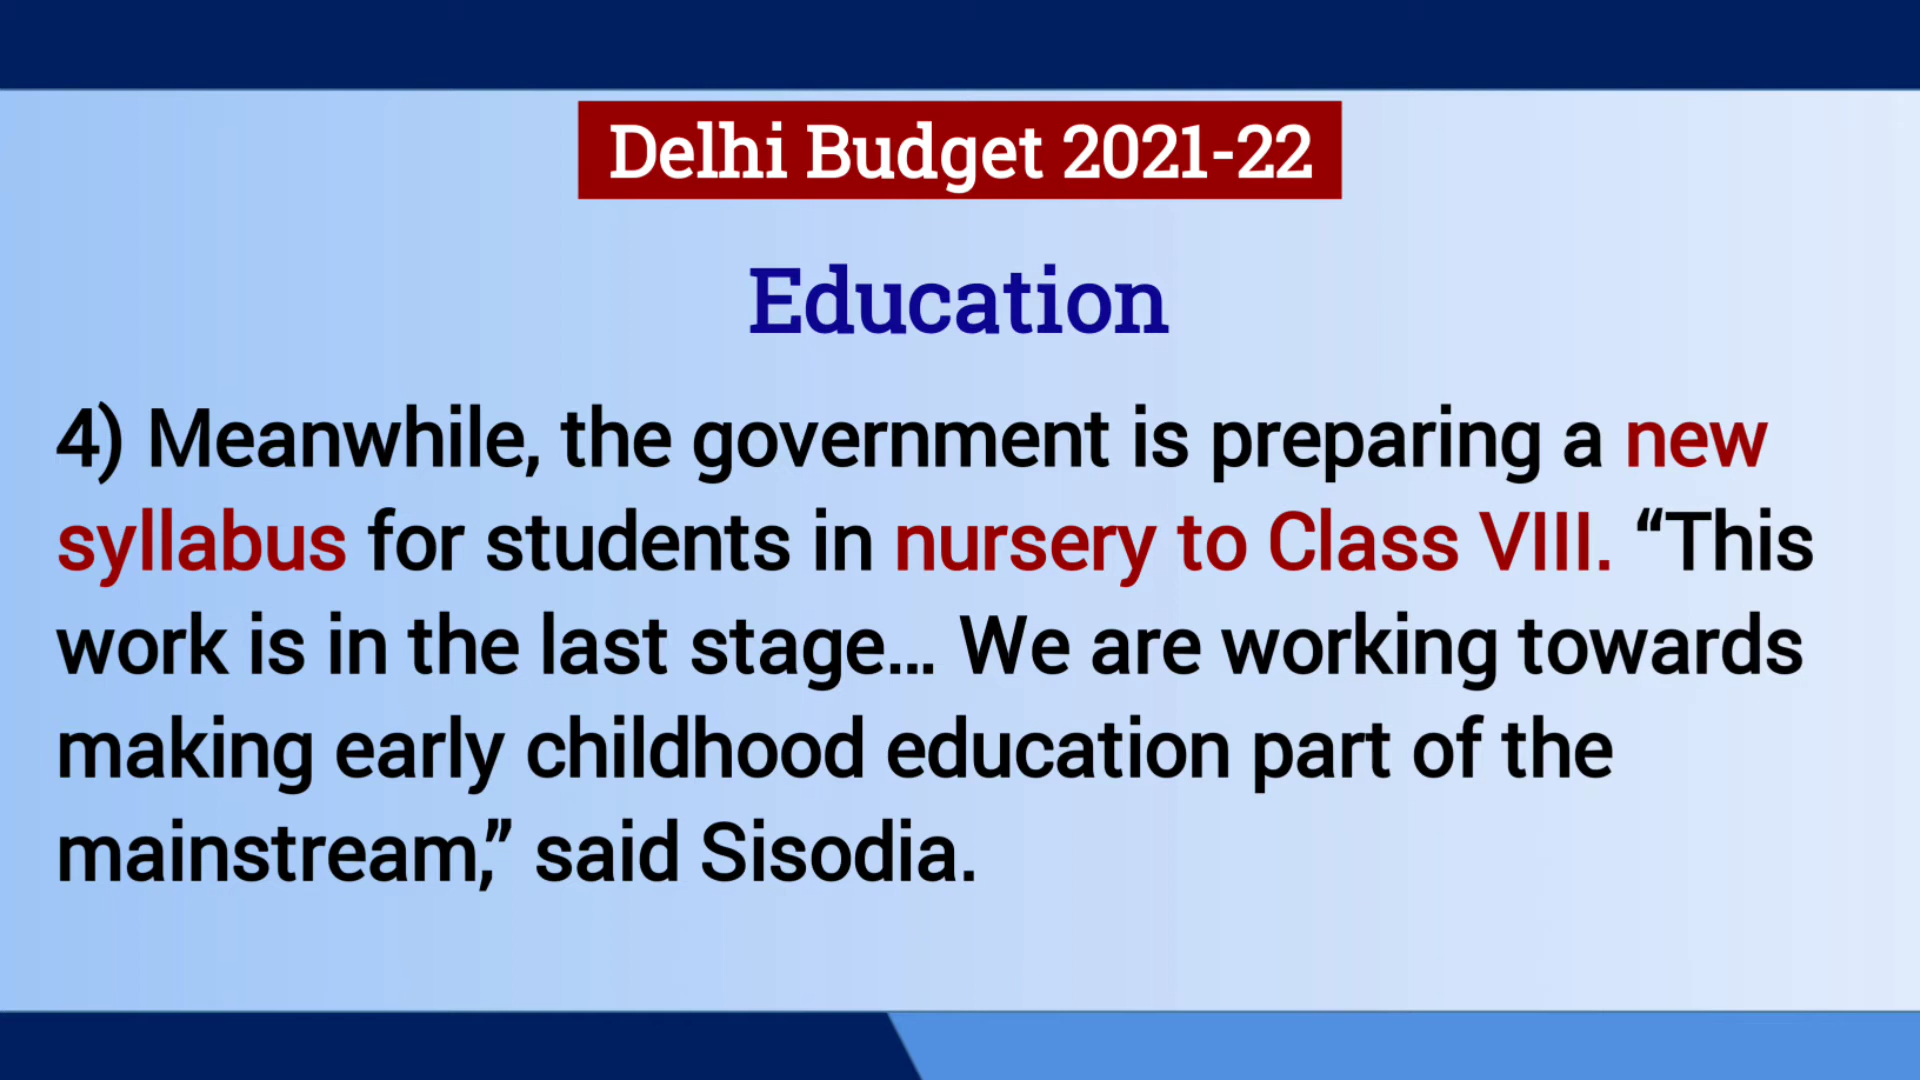 Delhi Budget 2021-22
Education
4) Meanwhile, the government is preparing a new
syllabus for students in nursery to Class VIII. “This
work is in the last stage… We are working towards
making early childhood education part of the
mainstream,” said Sisodia.